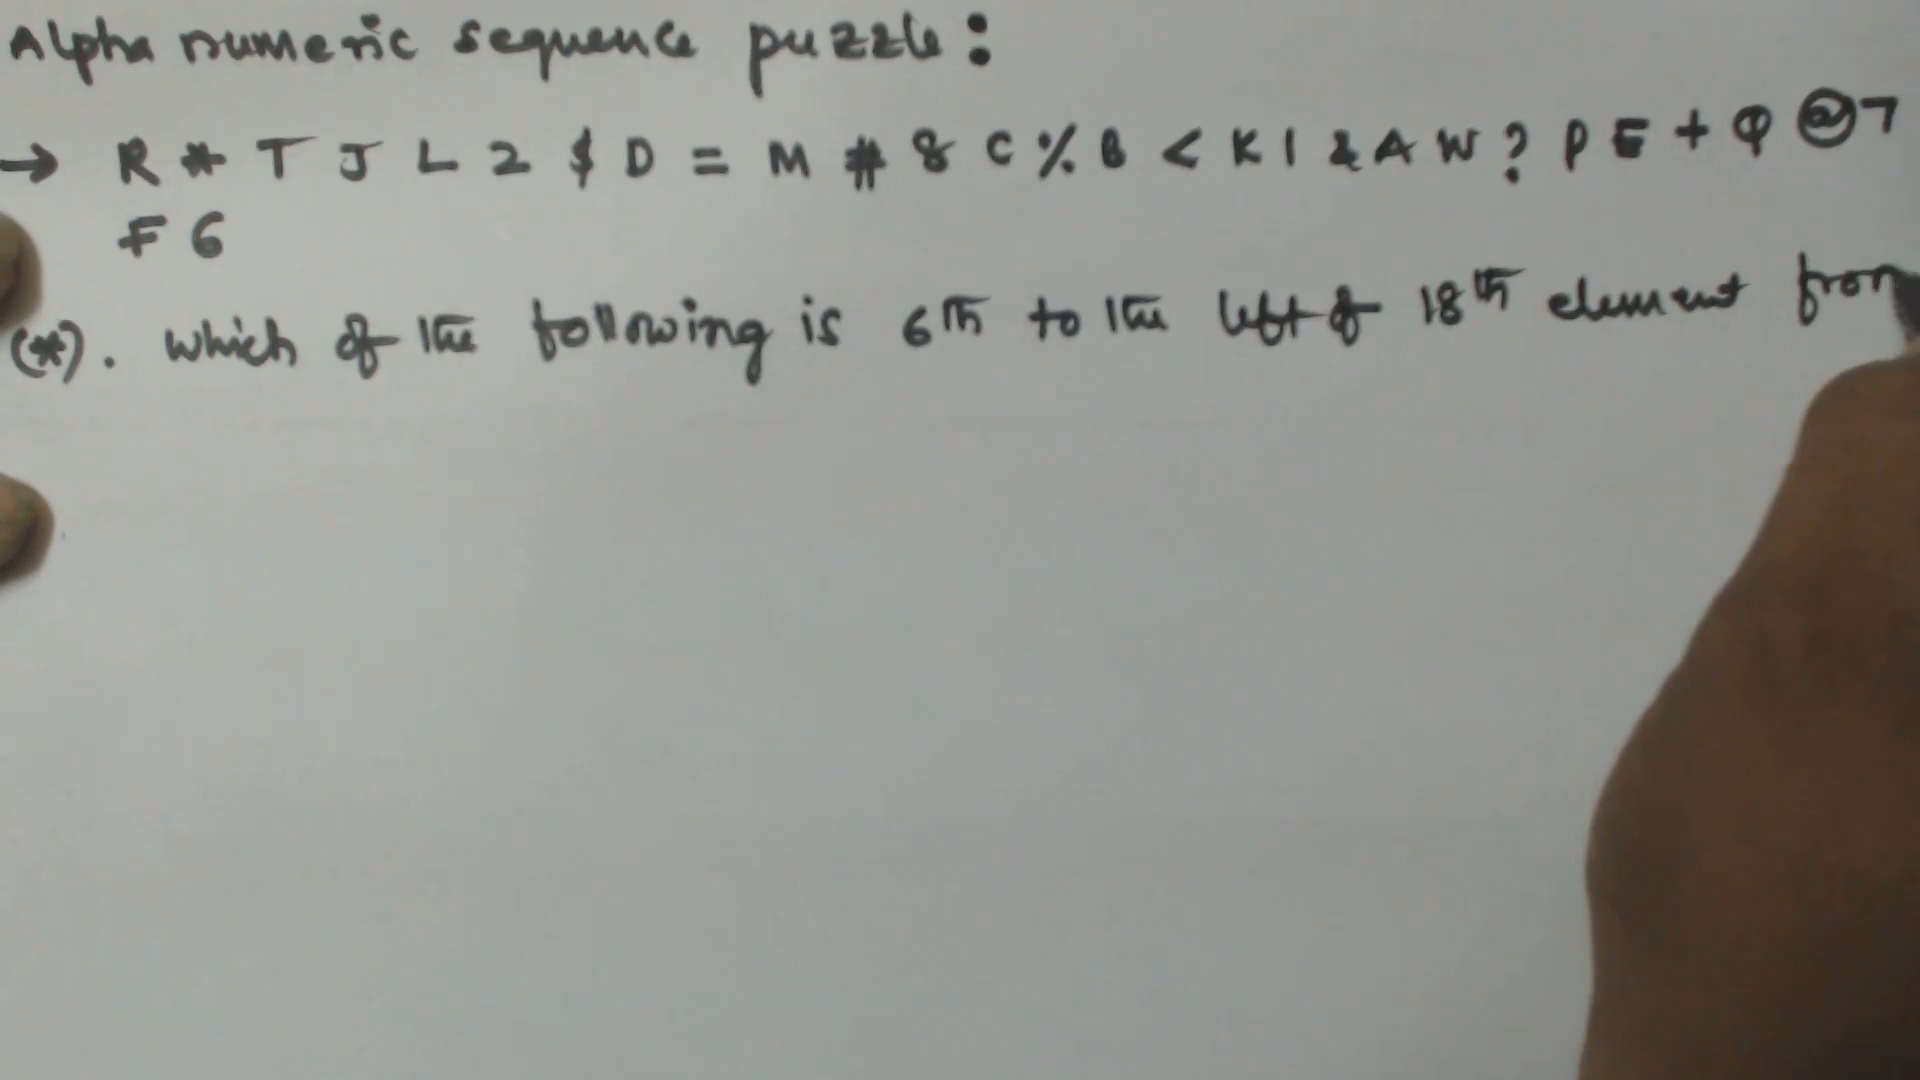 Alpha numeric sequence puzzle :
→ R * T J L 2 $ D = M # 8 C % B < K 1 & A W ? P E + Q @ 7
F 6
(*). which of the following is 6th to the left of 18th element from